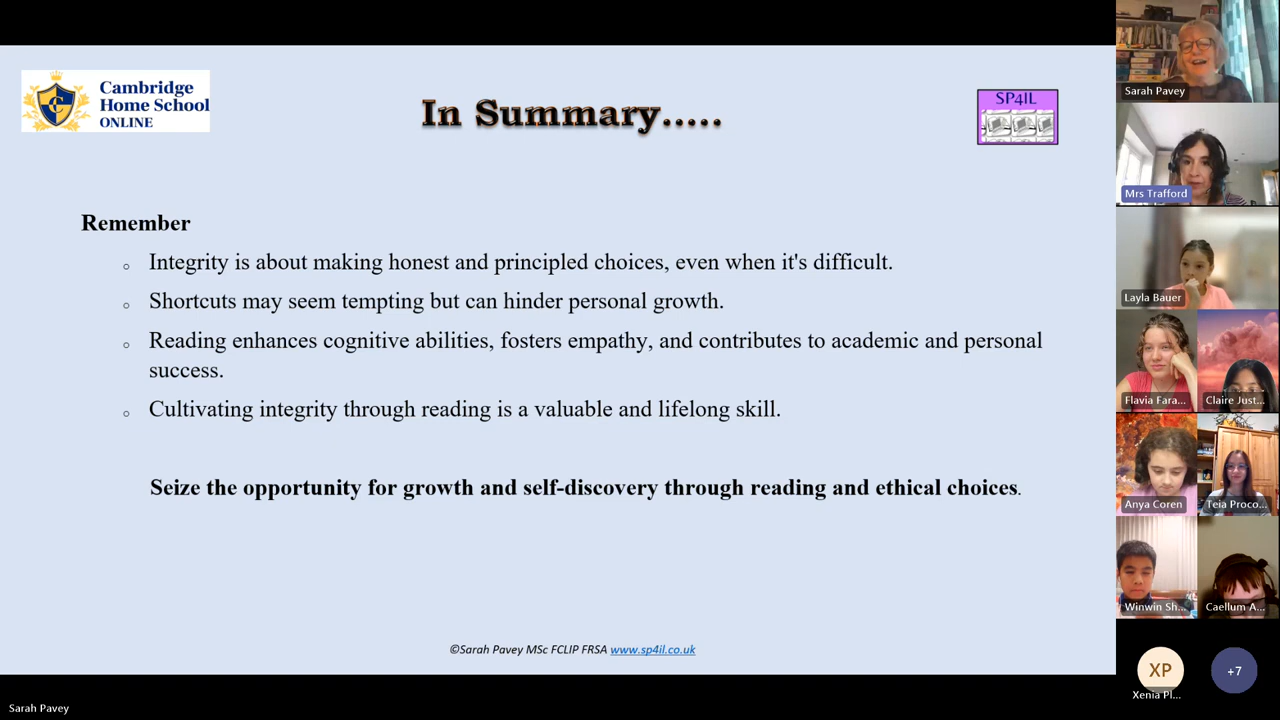 Cambridge
Home School
ONLINE
In Summary.....
SP4IL
Remember
Integrity is about making honest and principled choices, even when it's difficult.
Shortcuts may seem tempting but can hinder personal growth.
Reading enhances cognitive abilities, fosters empathy, and contributes to academic and personal
success.
Cultivating integrity through reading is a valuable and lifelong skill.
Seize the opportunity for growth and self-discovery through reading and ethical choices.
©Sarah Pavey MSc FCLIP FRSA www.sp4il.co.uk
Sarah Pavey
Sarah Pavey
Mrs Trafford
Layla Bauer
Flavia Fara...
Claire Just...
Anya Coren
Teia Proco...
Winwin Sh...
Caellum A...
XP
Xenia Pl...
+7